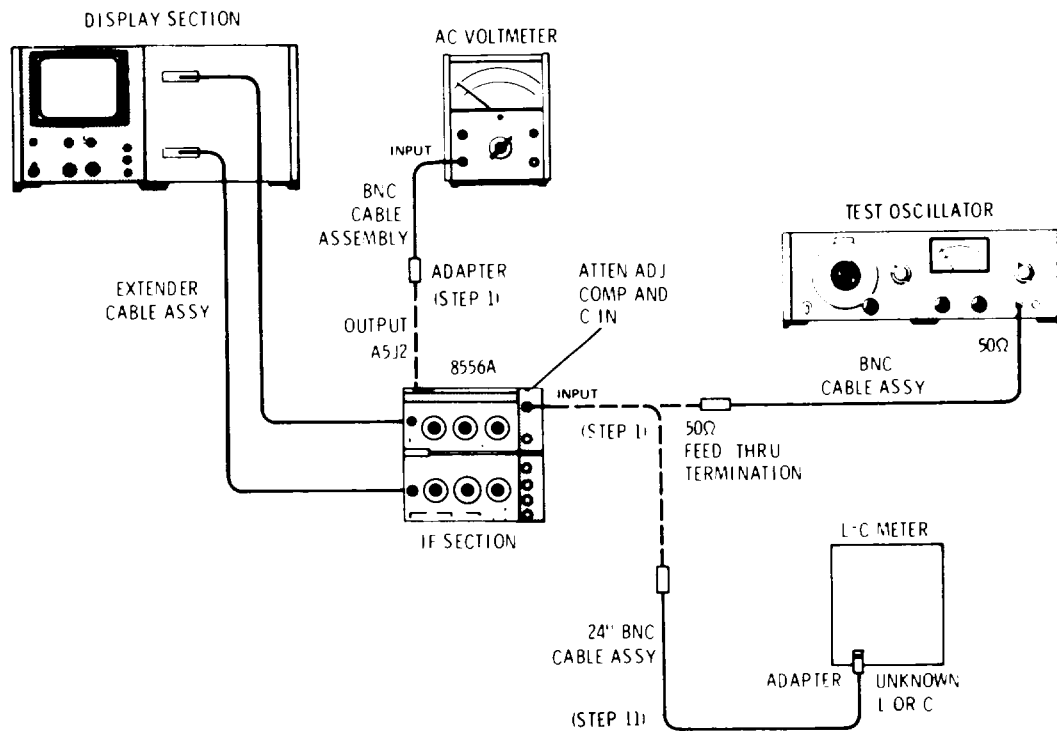 DISPLAY SECTION
AC VOLTMETER
INPUT
BNC
CABLE
ASSEMBLY
TEST OSCILLATOR
ADAPTER
(STEP 1)
ATTEN ADJ
COMP AND
C IN
EXTENDER
CABLE ASSY
OUTPUT
A5J2
8556A
50Ω
BNC
CABLE ASSY
INPUT
(STEP 1)
50Ω
FEED THRU
TERMINATION
IF SECTION
L-C METER
24" BNC
CABLE ASSY
ADAPTER
UNKNOWN
L OR C
(STEP 11)